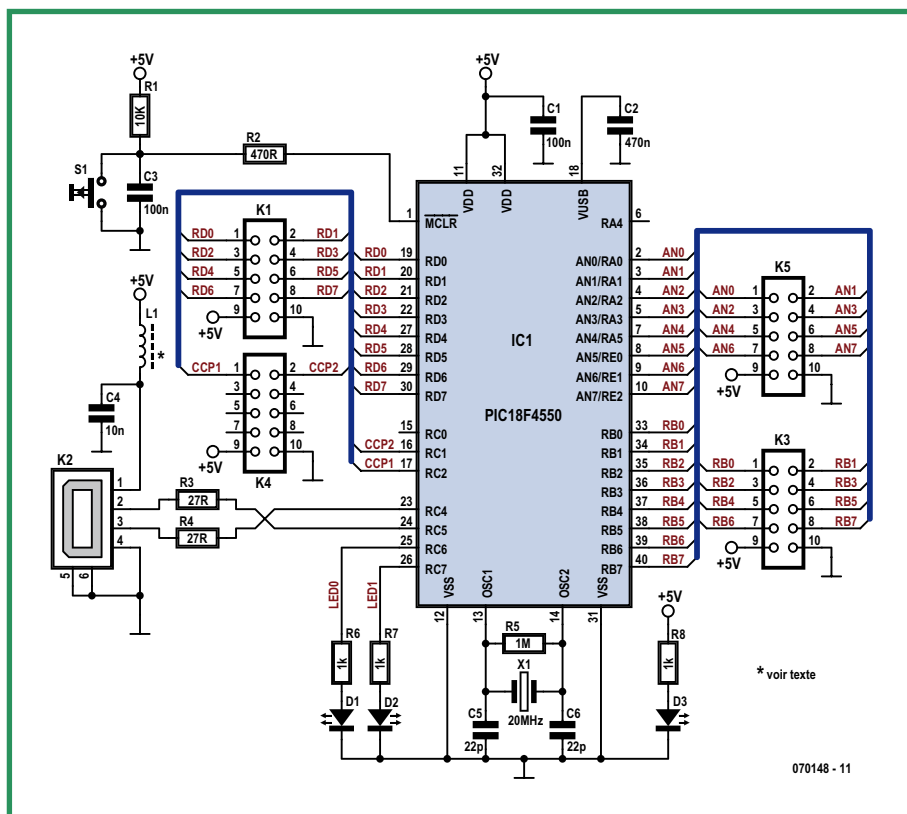 +5V
R1
10K
S1
C3
100n
R2
470R
+5V
C1
100n
C2
470n
11
VDD
32
VDD
18
VUSB
1
MCLR
RA4
6
K1
RD0 1 2 RD1
RD2 3 4 RD3
RD4 5 6 RD5
RD6 7 8 RD7
9 10
+5V
K4
CCP1 1 2 CCP2
3 4
5 6
7 8
9 10
+5V
RD0 19 RD0
RD1 20 RD1
RD2 21 RD2
RD3 22 RD3
RD4 27 RD4
RD5 28 RD5
RD6 29 RD6
RD7 30 RD7
15 RC0
CCP2 16 RC1
CCP1 17 RC2
23 RC4
24 RC5
25 RC6
26 RC7
IC1
PIC18F4550
AN0/RA0 2 AN0
AN1/RA1 3 AN1
AN2/RA2 4 AN2
AN3/RA3 5 AN3
AN4/RA5 7 AN4
AN5/RE0 8 AN5
AN6/RE1 9 AN6
AN7/RE2 10 AN7
RB0 33 RB0
RB1 34 RB1
RB2 35 RB2
RB3 36 RB3
RB4 37 RB4
RB5 38 RB5
RB6 39 RB6
RB7 40 RB7
K5
AN0 1 2 AN1
AN2 3 4 AN3
AN4 5 6 AN5
AN6 7 8 AN7
9 10
+5V
K3
RB0 1 2 RB1
RB2 3 4 RB3
RB4 5 6 RB5
RB6 7 8 RB7
9 10
+5V
+5V
L1
*
C4
10n
K2
1
2
3
4
5 6
R3
27R
R4
27R
LED0
LED1
R6
1k
R7
1k
D1
D2
VSS
12
OSC1
13
OSC2
14
VSS
31
R5
1M
X1
20MHz
C5
22p
C6
22p
+5V
R8
1k
D3
* voir texte
070148 - 11